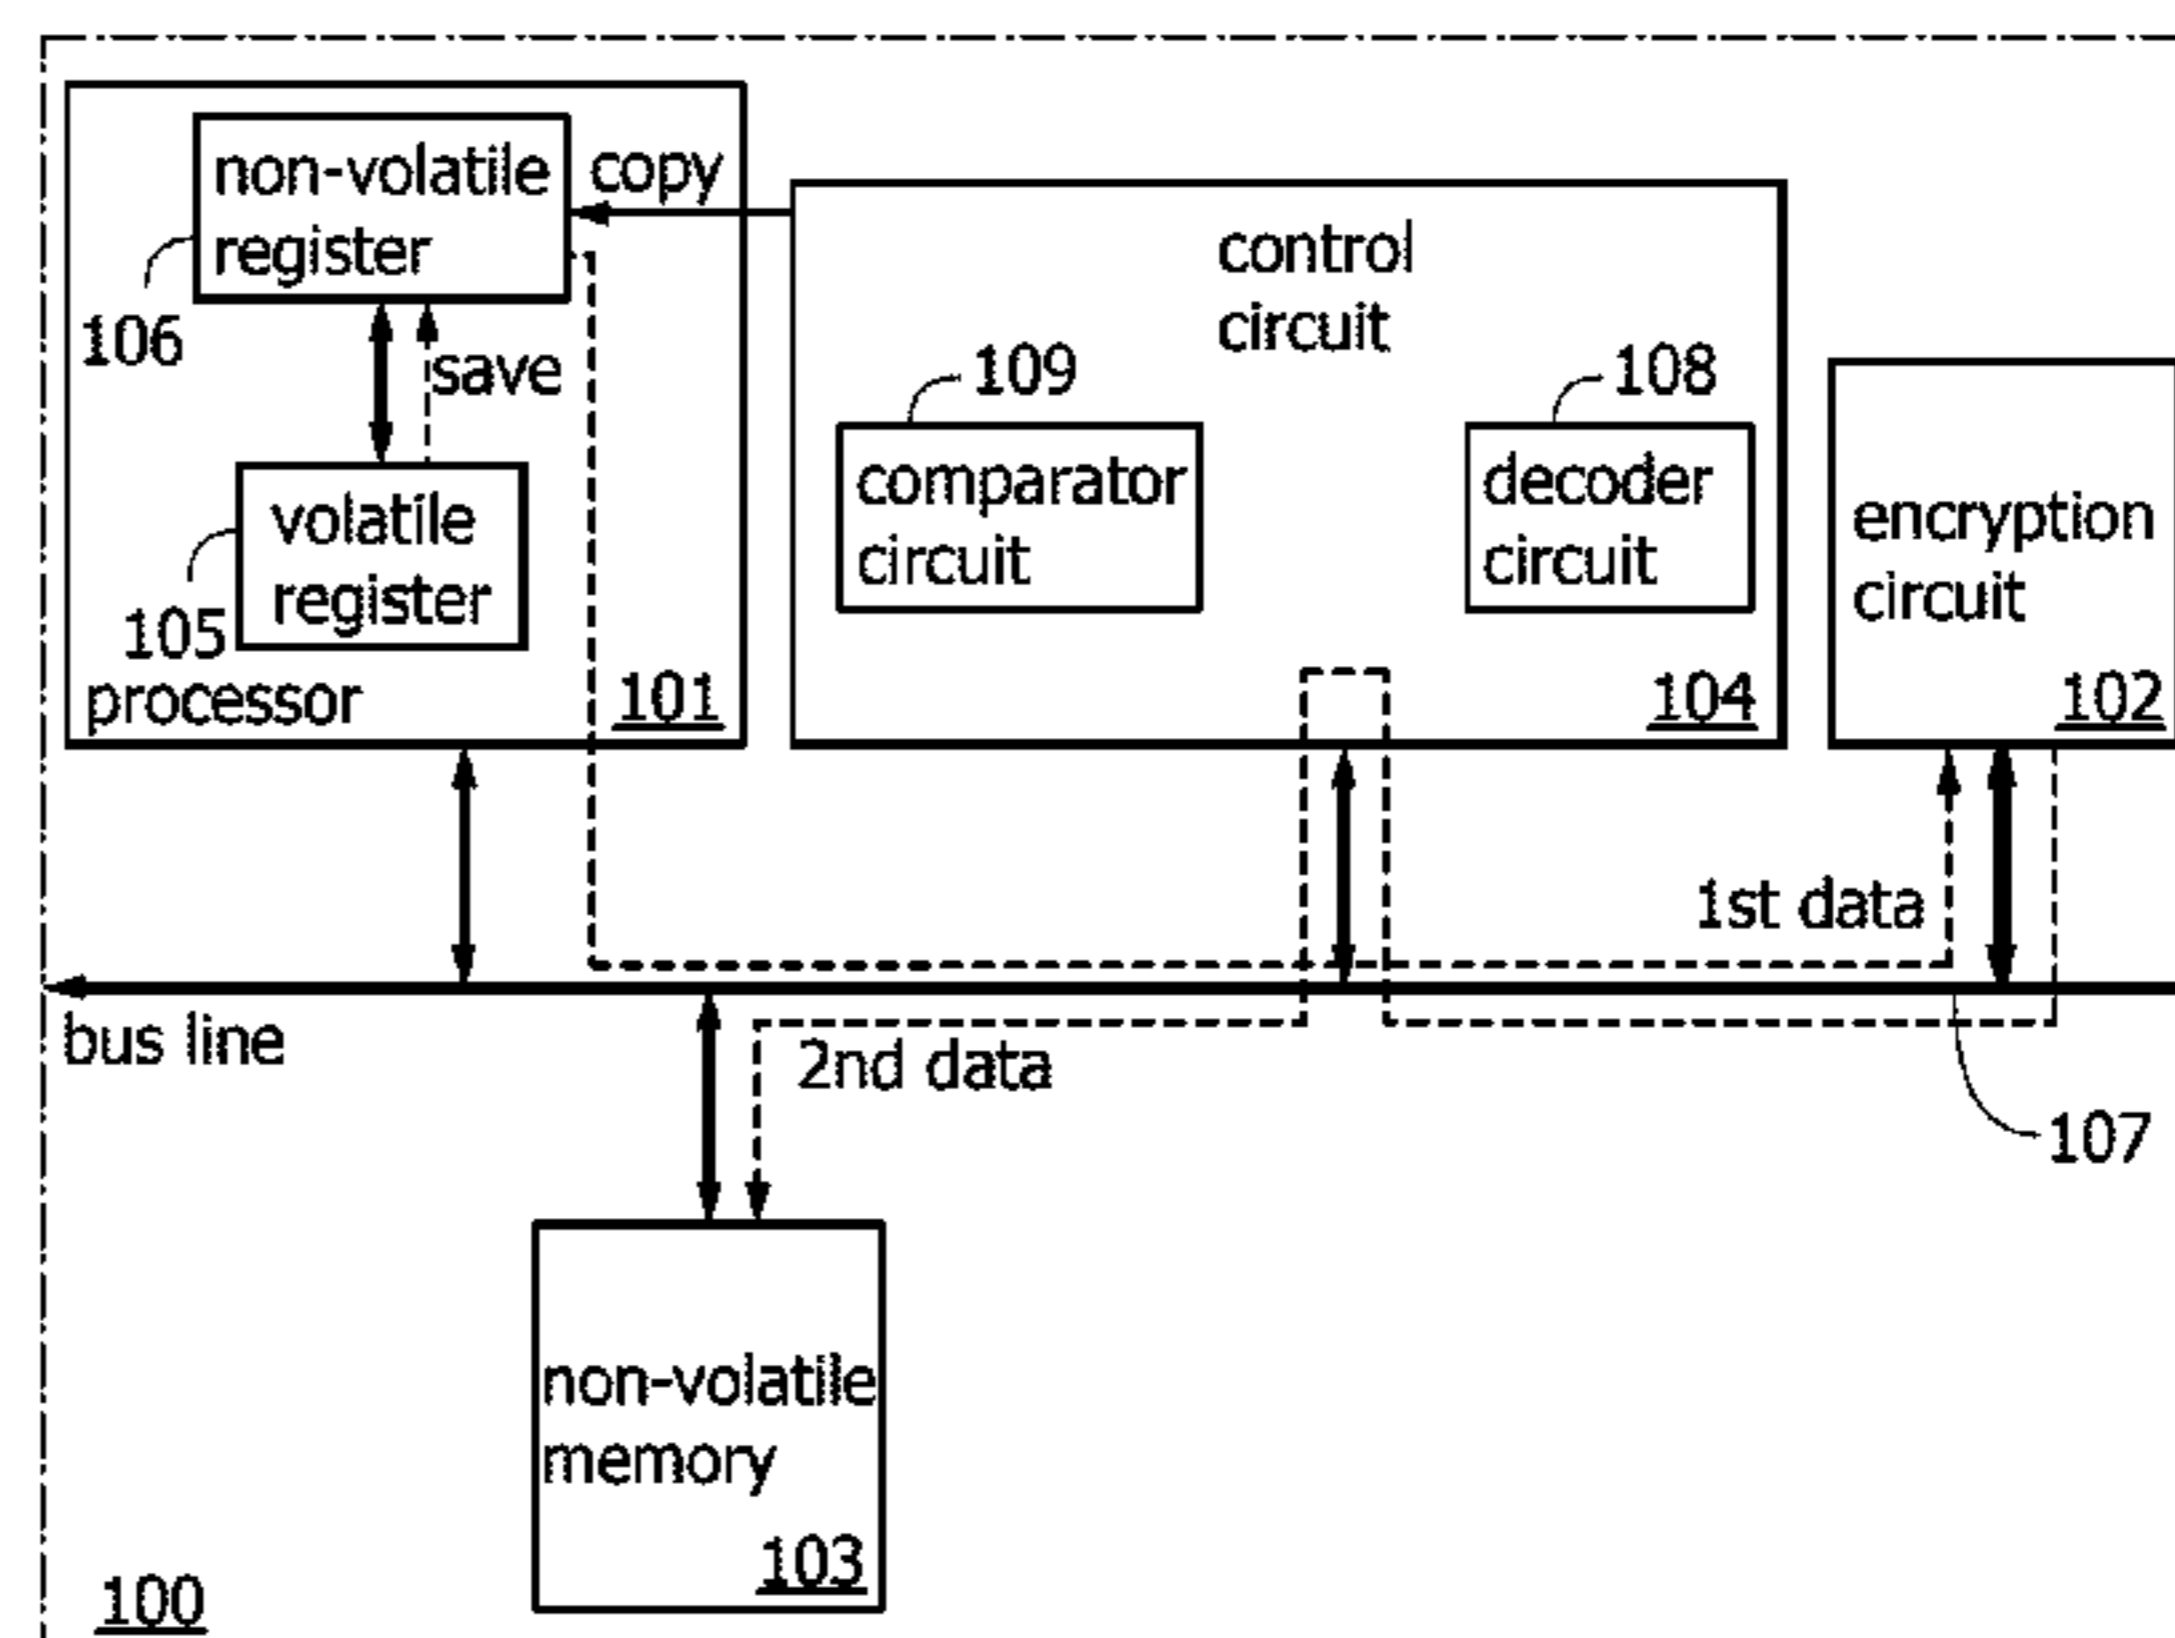 non-volatile
register
copy
106
save
volatile
register
105
processor
101
control
circuit
109
108
comparator
circuit
decoder
circuit
104
encryption
circuit
102
1st data
bus line
2nd data
107
non-volatile
memory
103
100